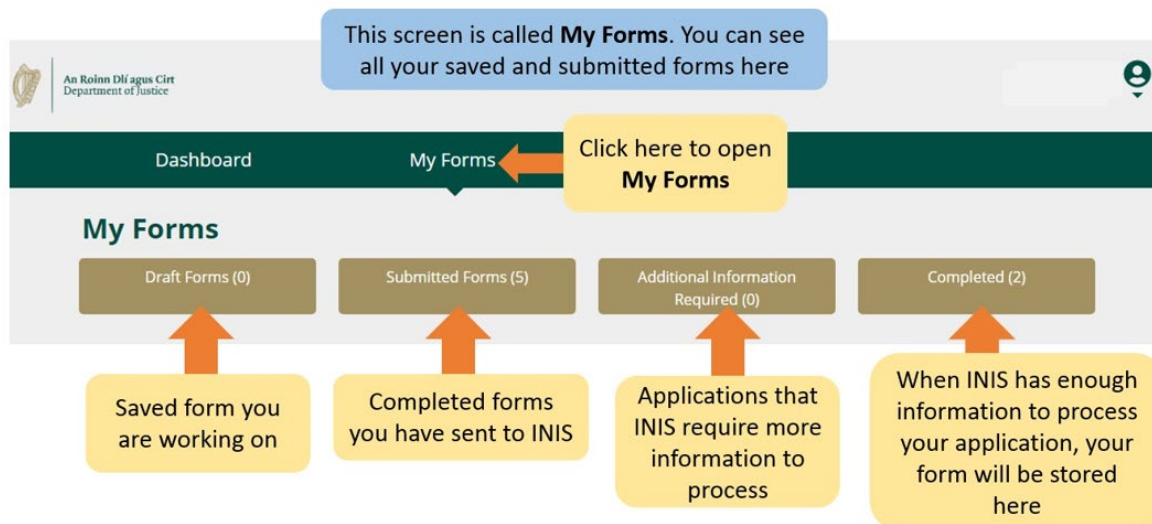 This screen is called My Forms. You can see
all your saved and submitted forms here
An Roinn Dlí agus Cirt
Department of Justice
Dashboard
My Forms
Click here to open
My Forms
My Forms
Draft Forms (0)
Submitted Forms (5)
Additional Information
Required (0)
Completed (2)
Saved form you
are working on
Completed forms
you have sent to INIS
Applications that
INIS require more
information to
process
When INIS has enough
information to process
your application, your
form will be stored
here